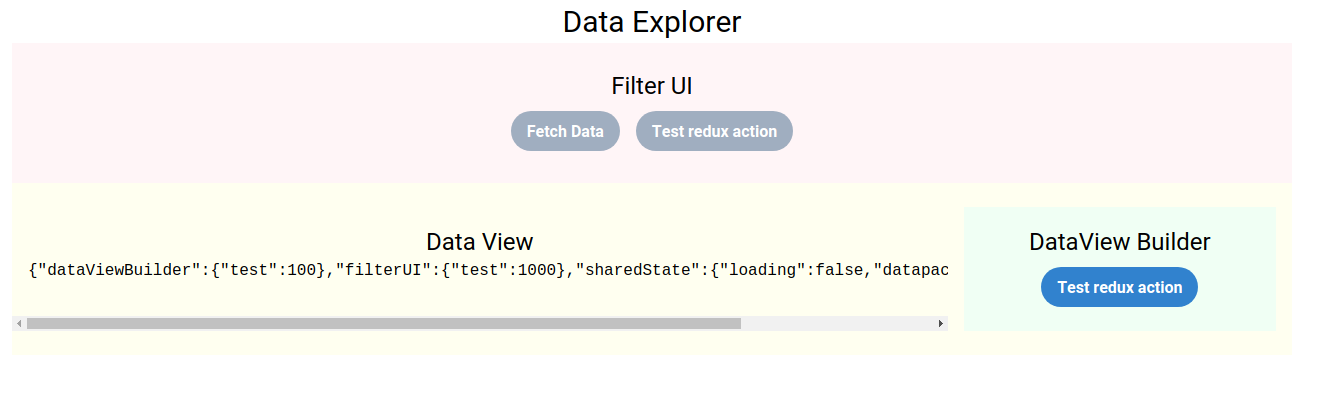 Data Explorer
Filter UI
Fetch Data Test redux action
Data View
{"dataViewBuilder":{"test":100},"filterUI":{"test":1000},"sharedState":{"loading":false,"datapac
DataView Builder
Test redux action